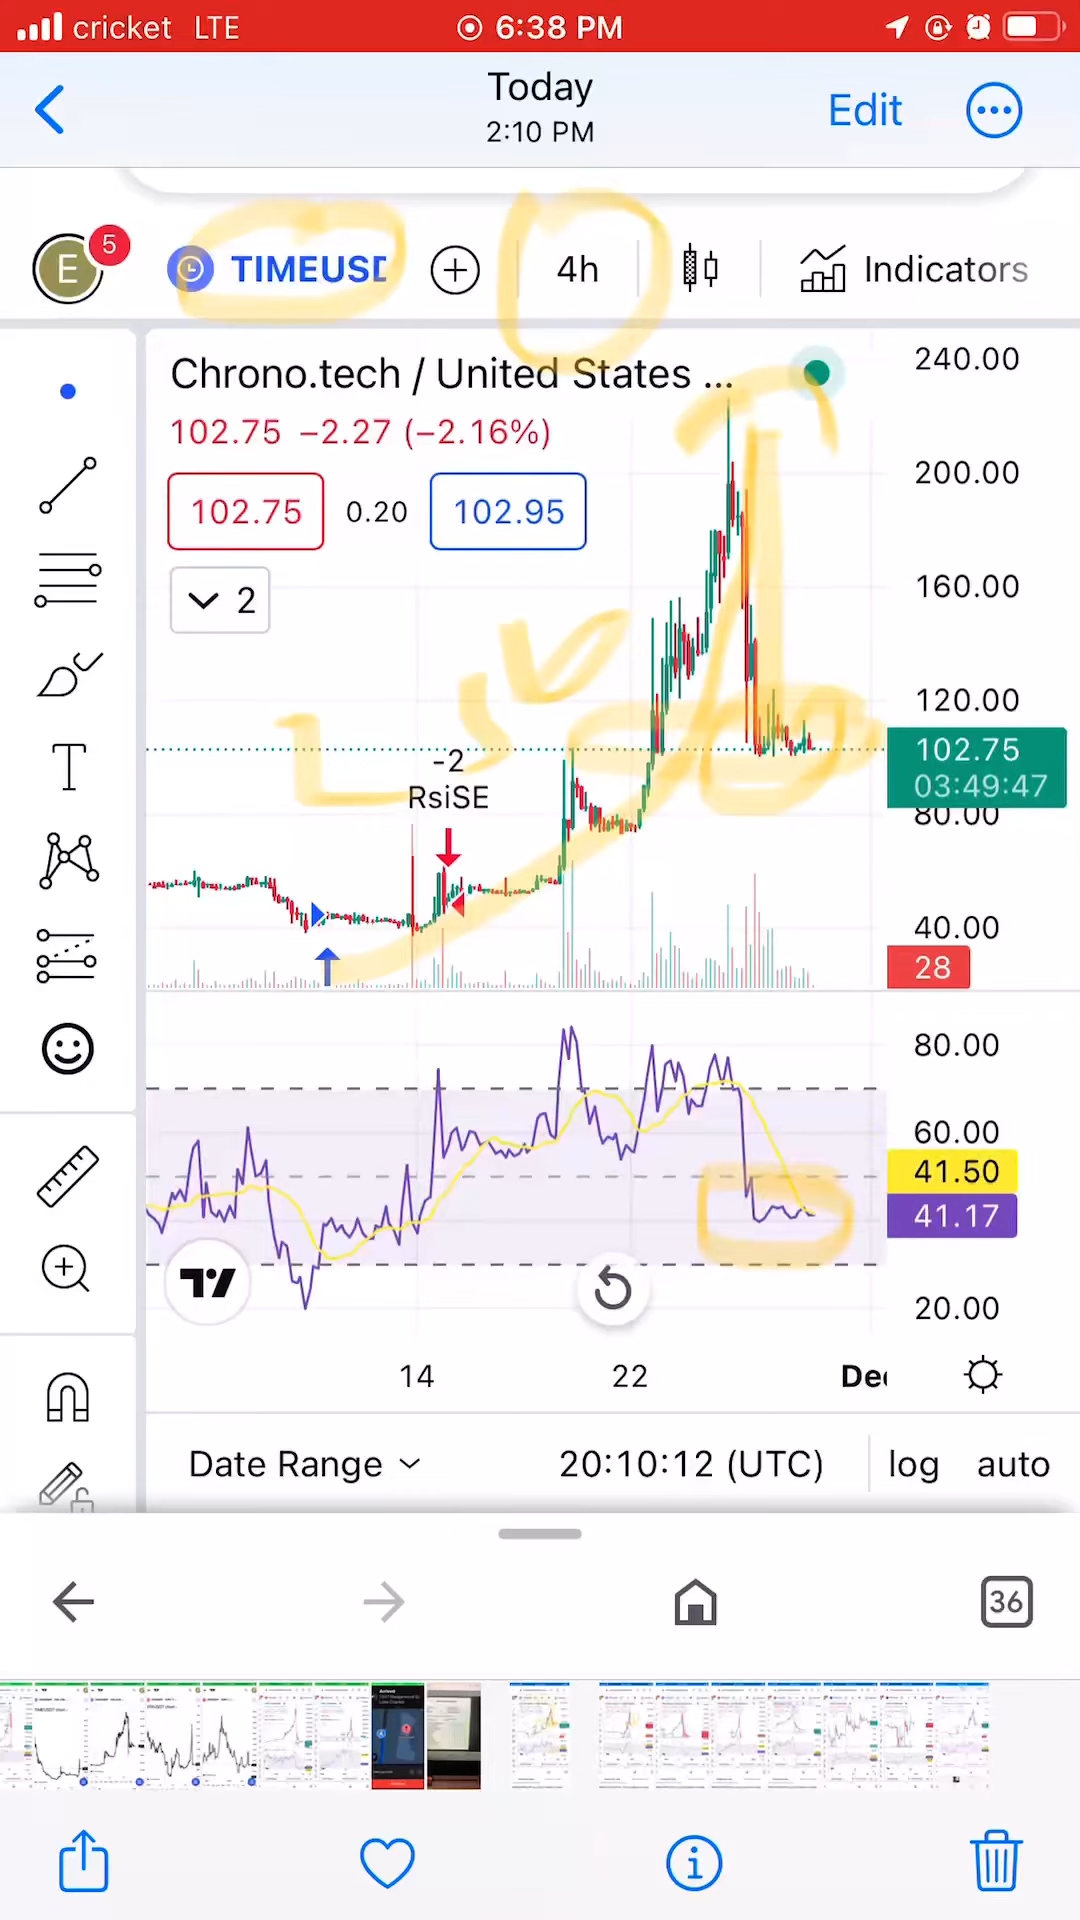 cricket LTE 6:38 PM
Today
2:10 PM
Edit
E 5 TIMEUSD 4h Indicators
Chrono.tech / United States ...
102.75 −2.27 (−2.16%)
102.75 0.20 102.95
2
240.00
200.00
160.00
120.00
102.75
03:49:47
80.00
40.00
28
-2
RsiSE
T
80.00
60.00
41.50
41.17
20.00
14 22 Dec
Date Range 20:10:12 (UTC) log auto
36